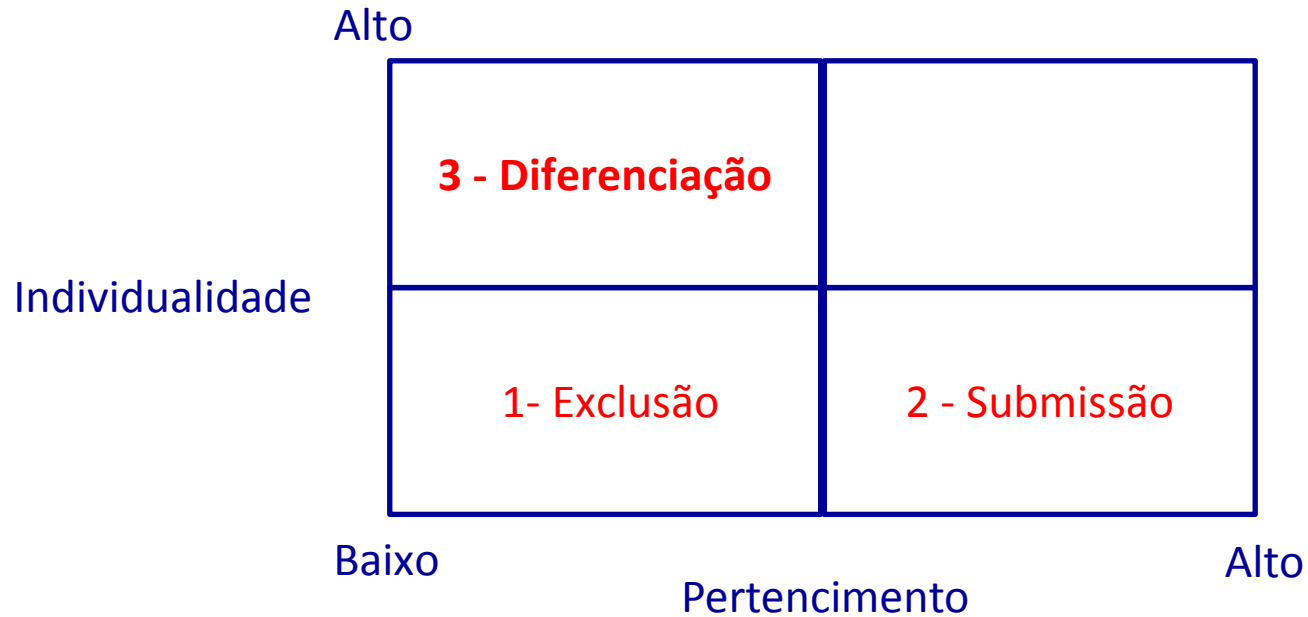 Alto
3 - Diferenciação
Individualidade
1- Exclusão
2 - Submissão
Baixo
Alto
Pertencimento